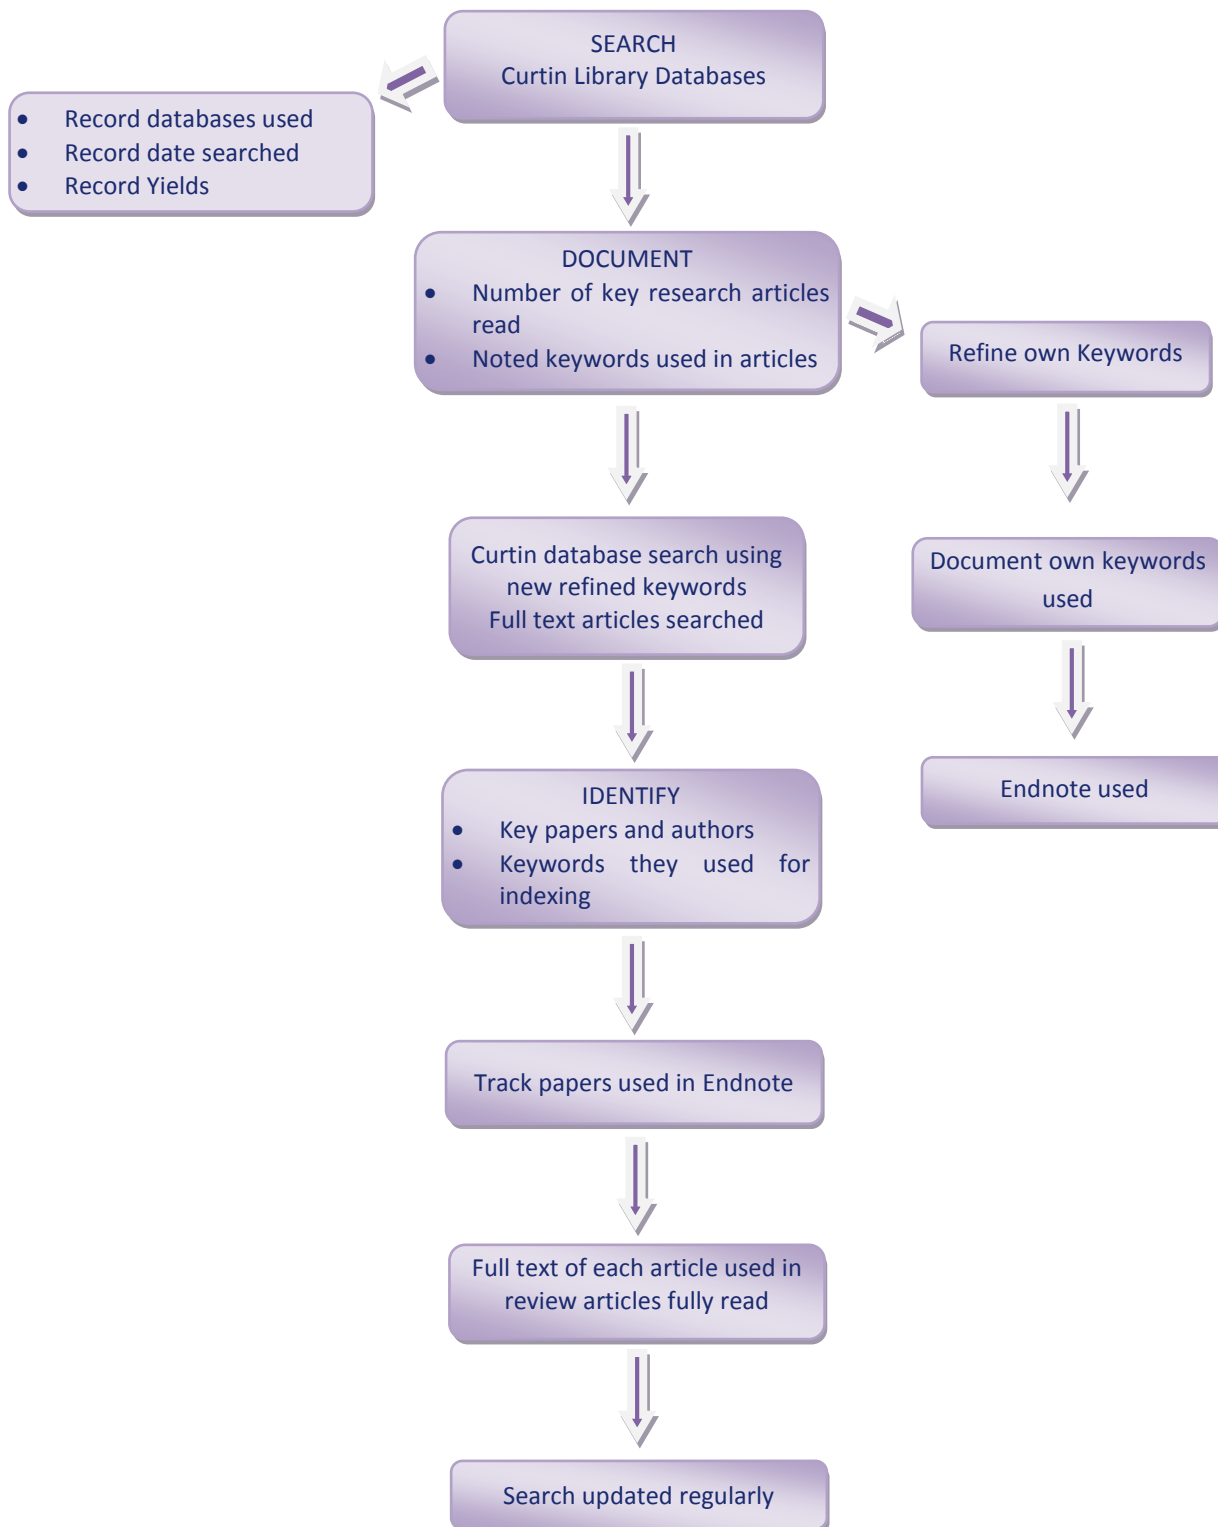 SEARCH
Curtin Library Databases
• Record databases used
• Record date searched
• Record Yields
DOCUMENT
• Number of key research articles
read
• Noted keywords used in articles
Refine own Keywords
Curtin database search using
new refined keywords
Full text articles searched
Document own keywords
used
IDENTIFY
• Key papers and authors
• Keywords they used for
indexing
Endnote used
Track papers used in Endnote
Full text of each article used in
review articles fully read
Search updated regularly